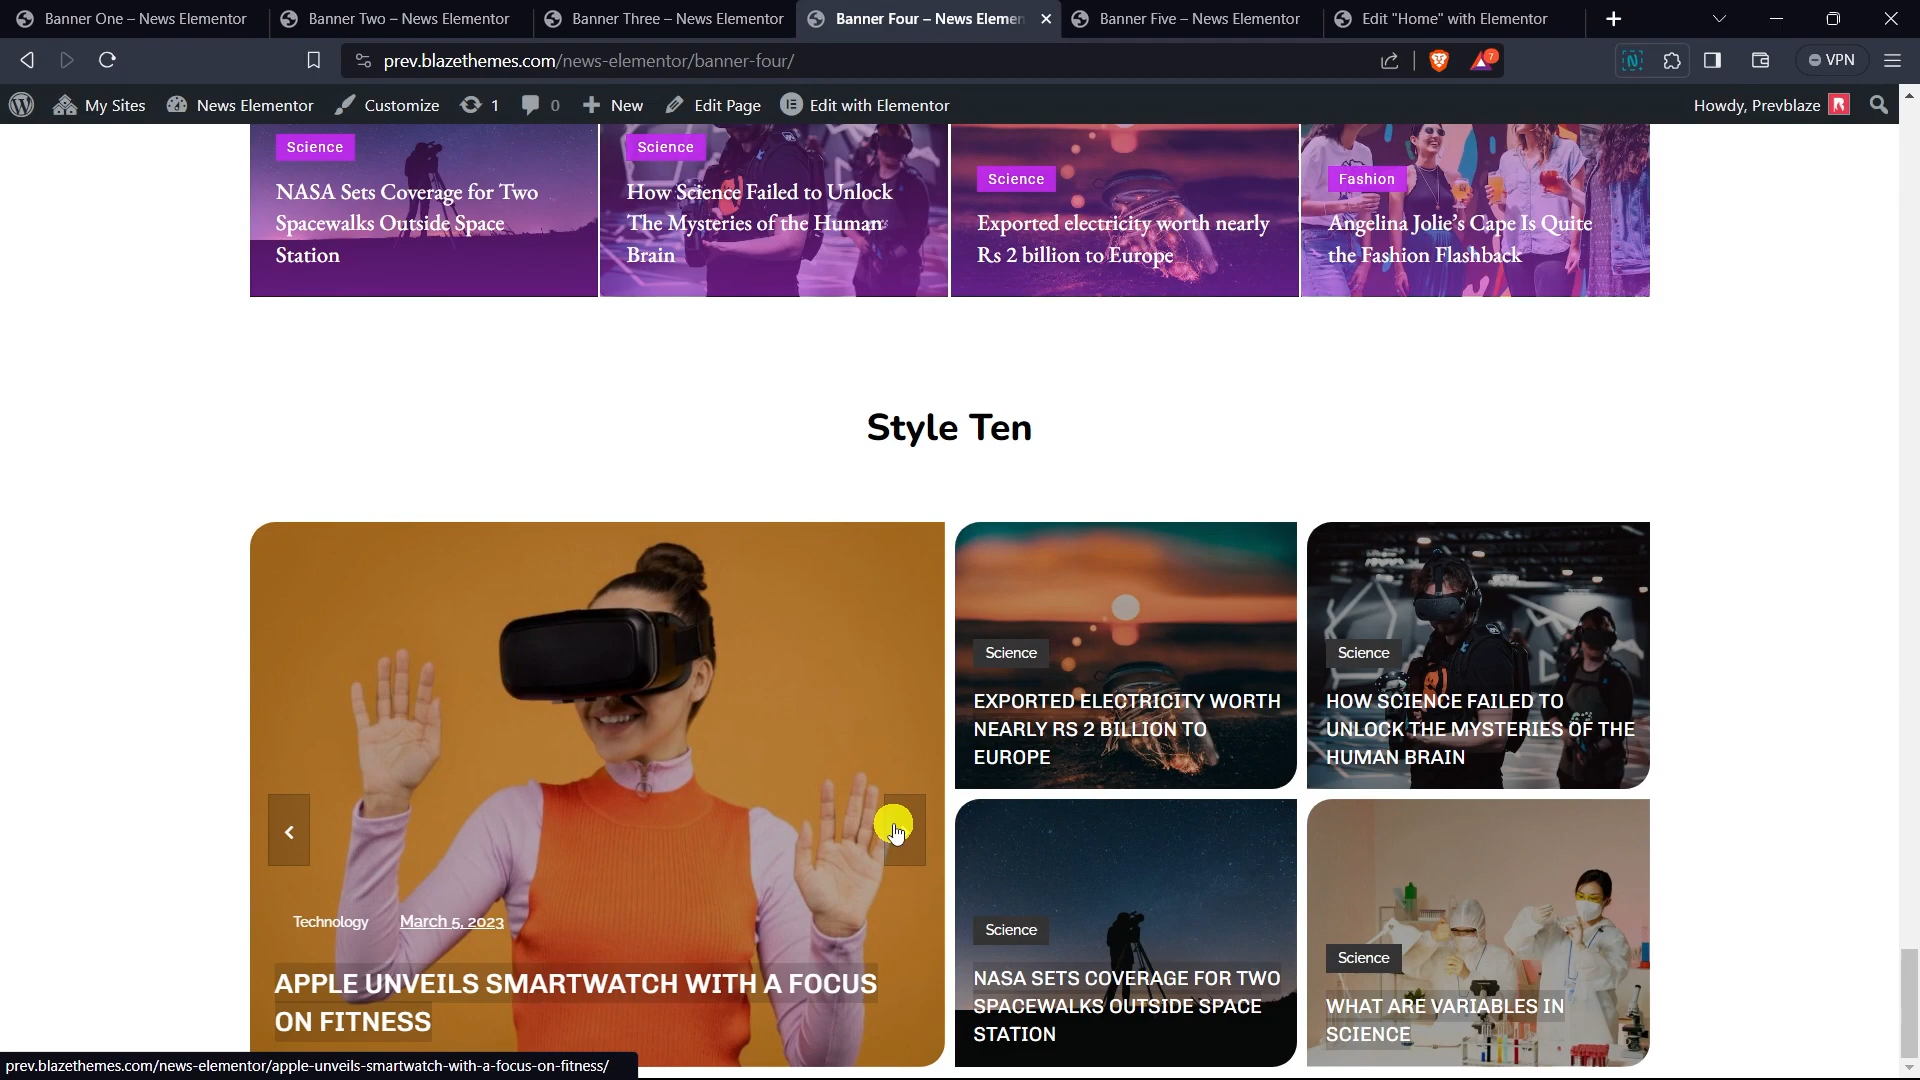 Banner One – News Elementor
Banner Two – News Elementor
Banner Three – News Elementor
Banner Four – News Elemen
Banner Five – News Elementor
Edit "Home" with Elementor
prev.blazethemes.com/news-elementor/banner-four/
7
VPN
My Sites
News Elementor
Customize
1
0
New
Edit Page
Edit with Elementor
Howdy, Prevblaze
Science
NASA Sets Coverage for Two
Spacewalks Outside Space
Station
Science
How Science Failed to Unlock
The Mysteries of the Human
Brain
Science
Exported electricity worth nearly
Rs 2 billion to Europe
Fashion
Angelina Jolie's Cape Is Quite
the Fashion Flashback
Style Ten
Technology
March 5, 2023
APPLE UNVEILS SMARTWATCH WITH A FOCUS
ON FITNESS
Science
EXPORTED ELECTRICITY WORTH
NEARLY RS 2 BILLION TO
EUROPE
Science
HOW SCIENCE FAILED TO
UNLOCK THE MYSTERIES OF THE
HUMAN BRAIN
Science
NASA SETS COVERAGE FOR TWO
SPACEWALKS OUTSIDE SPACE
STATION
Science
WHAT ARE VARIABLES IN
SCIENCE
prev.blazethemes.com/news-elementor/apple-unveils-smartwatch-with-a-focus-on-fitness/